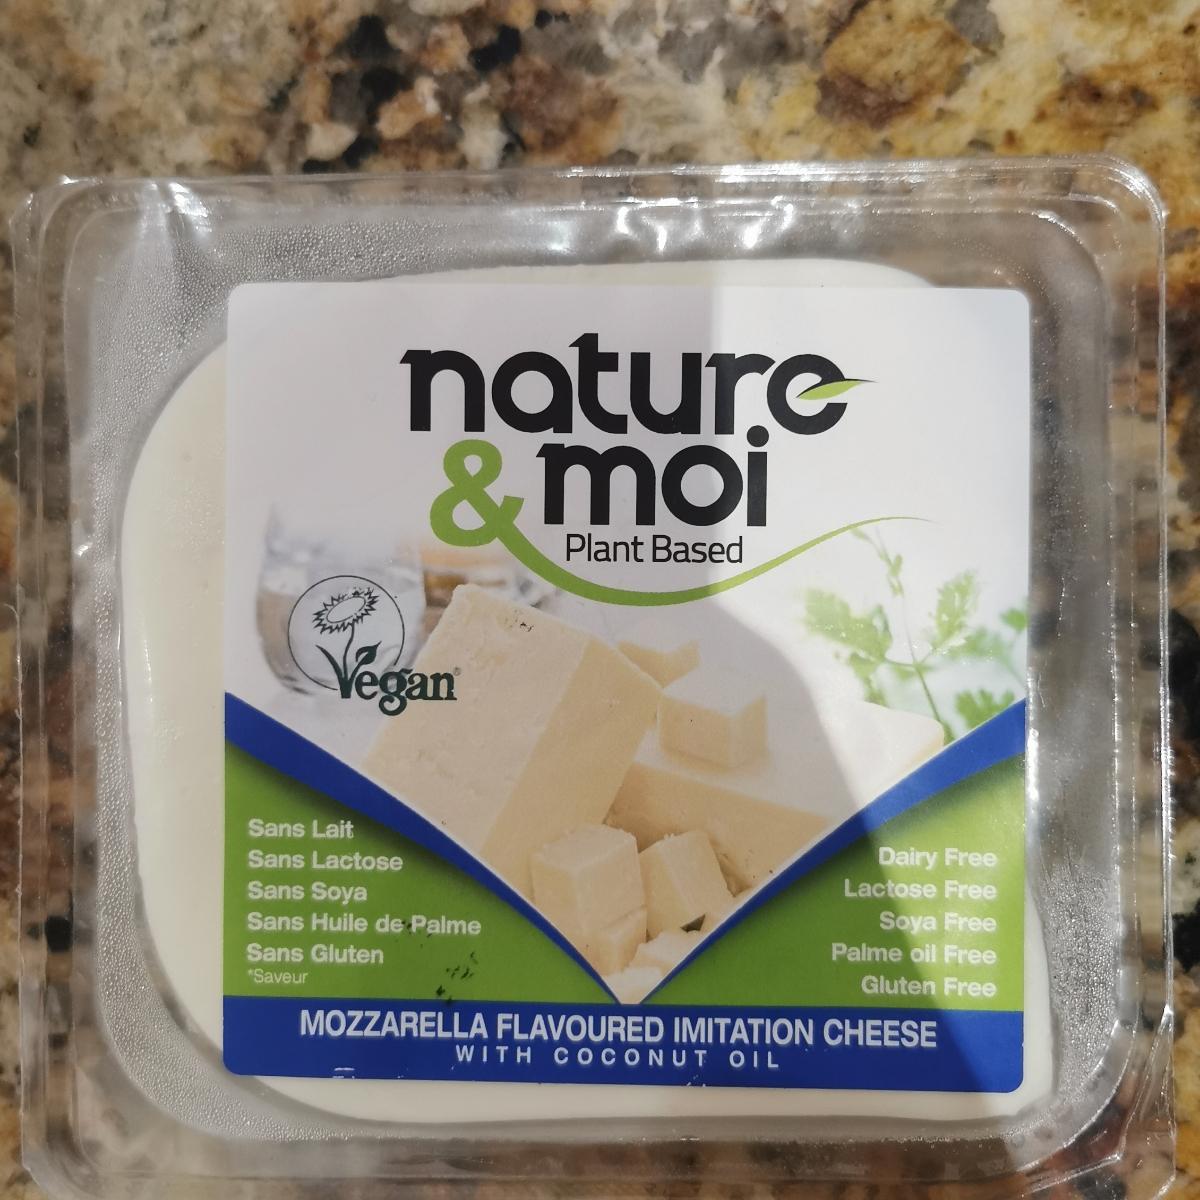 nature
& moi
Plant Based
Vegan
Sans Lait
Sans Lactose
Sans Soya
Sans Huile de Palme
Sans Gluten
*Saveur
Dairy Free
Lactose Free
Soya Free
Palme oil Free
Gluten Free
MOZZARELLA FLAVOURED IMITATION CHEESE
WITH COCONUT OIL